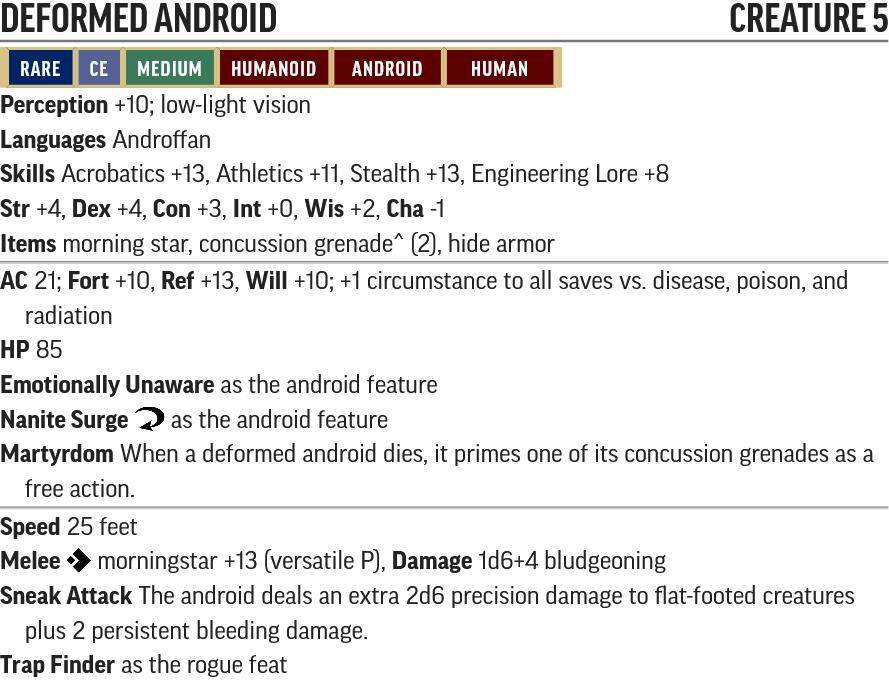 DEFORMED ANDROID CREATURE 5
RARE CE MEDIUM HUMANOID ANDROID HUMAN
Perception +10; low-light vision
Languages Androffan
Skills Acrobatics +13, Athletics +11, Stealth +13, Engineering Lore +8
Str +4, Dex +4, Con +3, Int +0, Wis +2, Cha -1
Items morning star, concussion grenade^ (2), hide armor
AC 21; Fort +10, Ref +13, Will +10; +1 circumstance to all saves vs. disease, poison, and
radiation
HP 85
Emotionally Unaware as the android feature
Nanite Surge as the android feature
Martyrdom When a deformed android dies, it primes one of its concussion grenades as a
free action.
Speed 25 feet
Melee morningstar +13 (versatile P), Damage 1d6+4 bludgeoning
Sneak Attack The android deals an extra 2d6 precision damage to flat-footed creatures
plus 2 persistent bleeding damage.
Trap Finder as the rogue feat